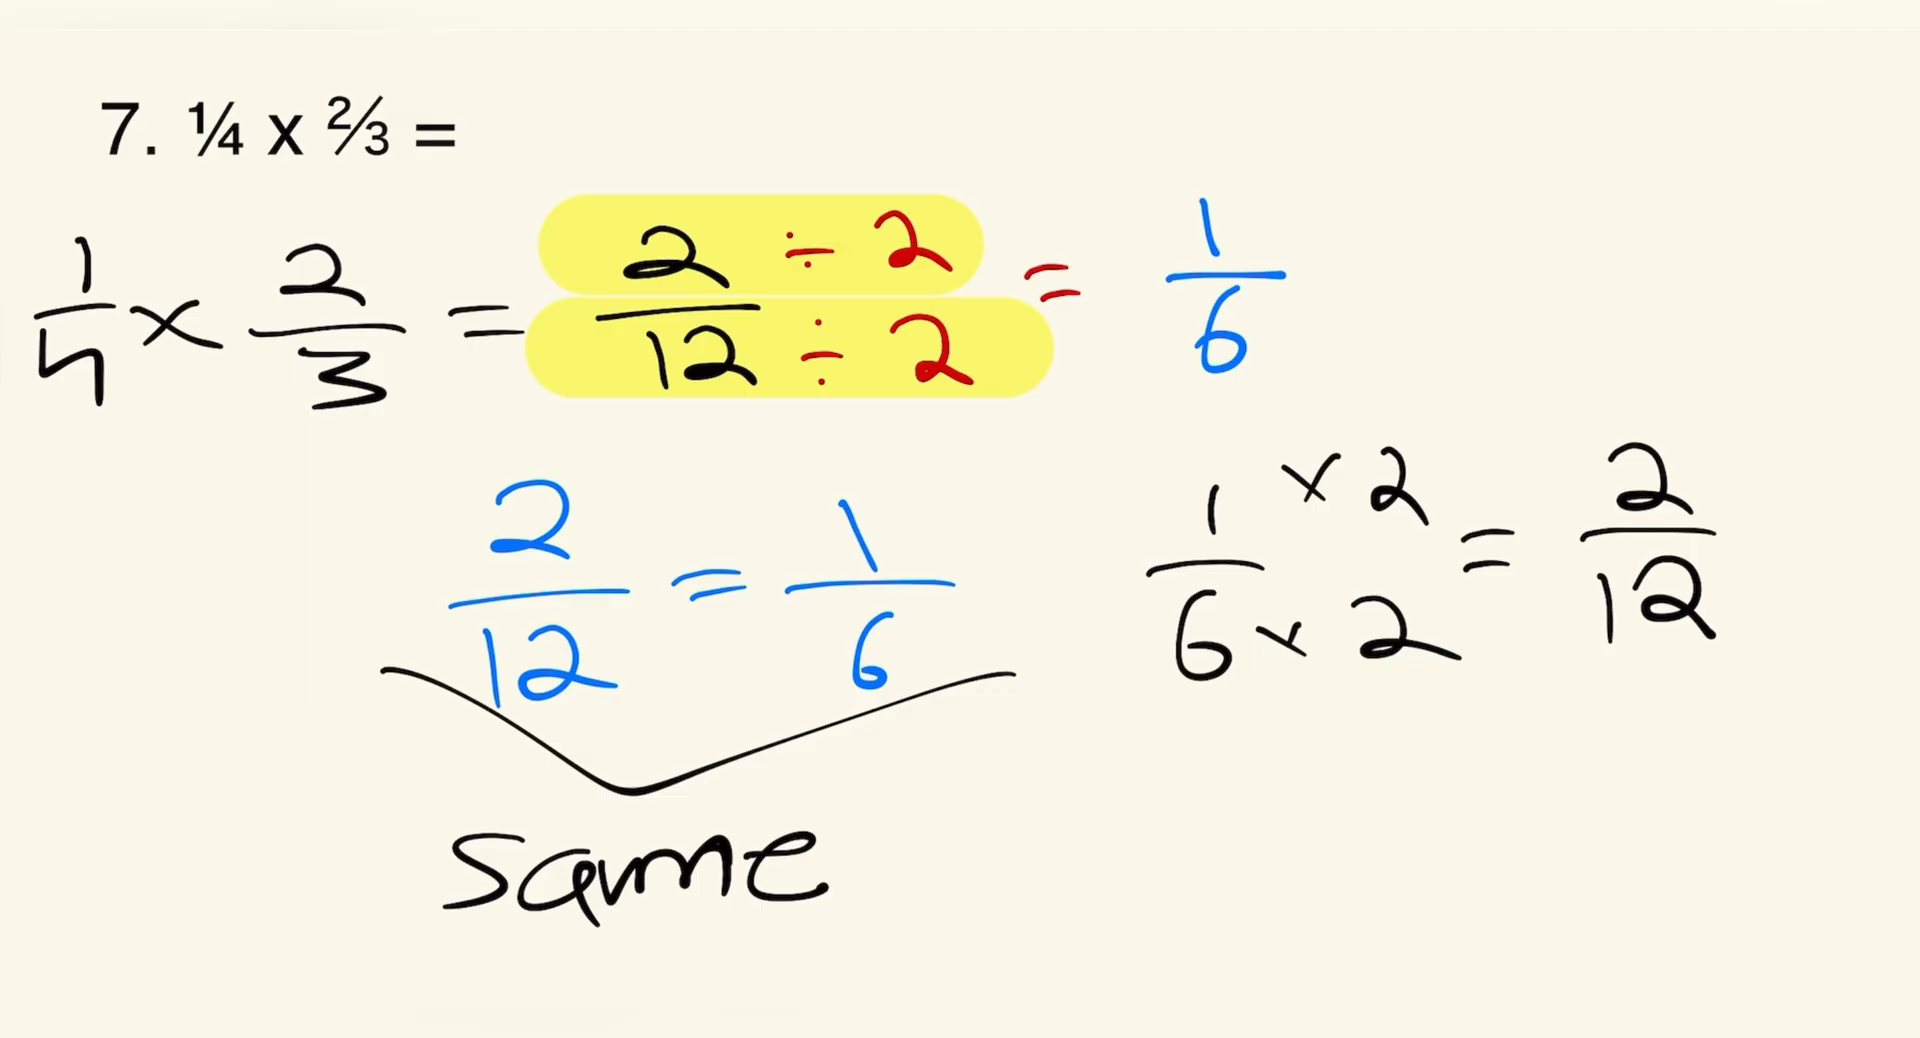 7. ¼ x ⅔ =
1/4 × 2/3 = 2 ÷ 2 / 12 ÷ 2 = 1/6
2/12 = 1/6
1 × 2 / 6 × 2 = 2/12
same